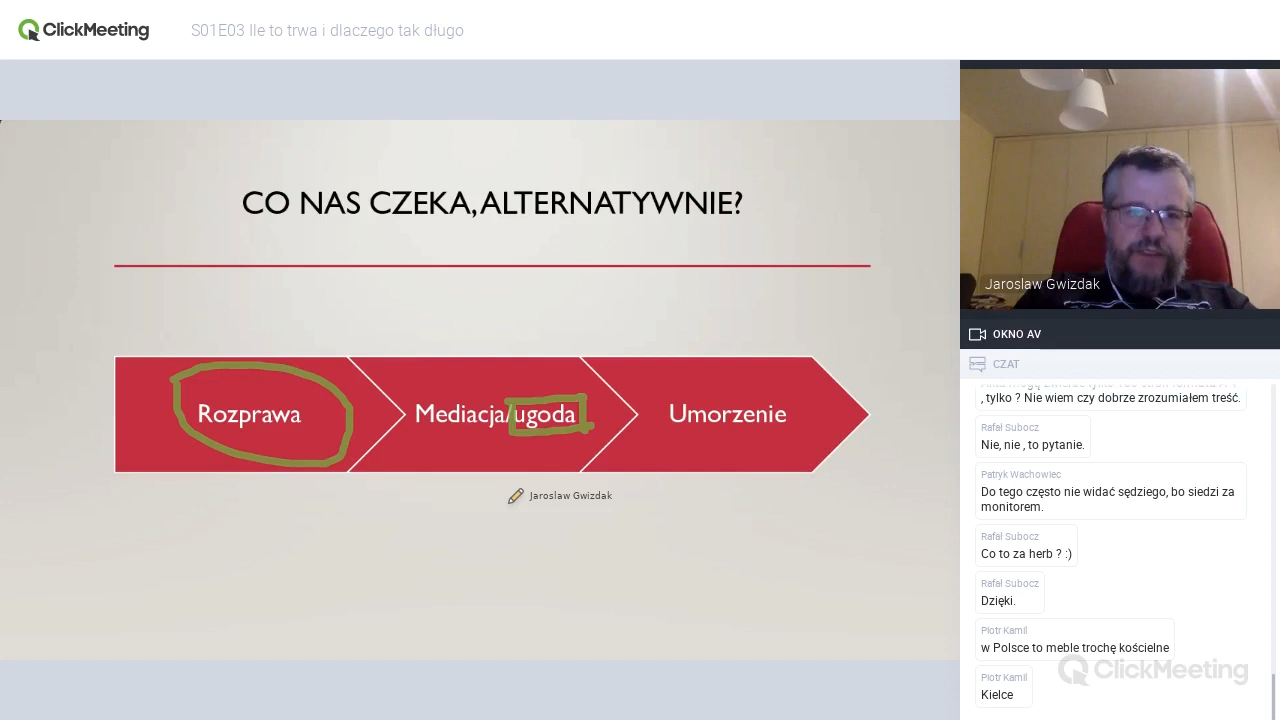 ClickMeeting
S01E03 Ile to trwa i dlaczego tak długo
CO NAS CZEKA, ALTERNATYWNIE?
Rozprawa
Mediacja/ugoda
Umorzenie
Jaroslaw Gwizdak
Jaroslaw Gwizdak
OKNO AV
CZAT
, tylko ? Nie wiem czy dobrze zrozumiałem treść.
Rafał Subocz
Nie, nie , to pytanie.
Patryk Wachowiec
Do tego często nie widać sędziego, bo siedzi za
monitorem.
Rafał Subocz
Co to za herb ? :)
Rafał Subocz
Dzięki.
Piotr Kamil
w Polsce to meble trochę kościelne
ClickMeeting
Piotr Kamil
Kielce